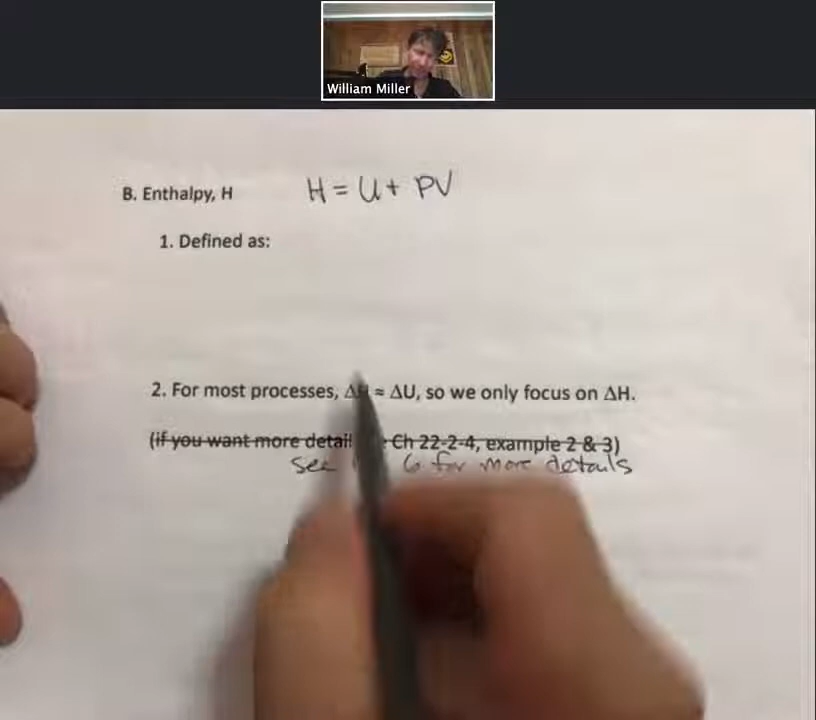 William Miller
B. Enthalpy, H H = U + PV
1. Defined as:
2. For most processes, ΔH ≈ ΔU, so we only focus on ΔH.
(if you want more detail Ch 22-2-4, example 2 & 3)
see 6 for more details